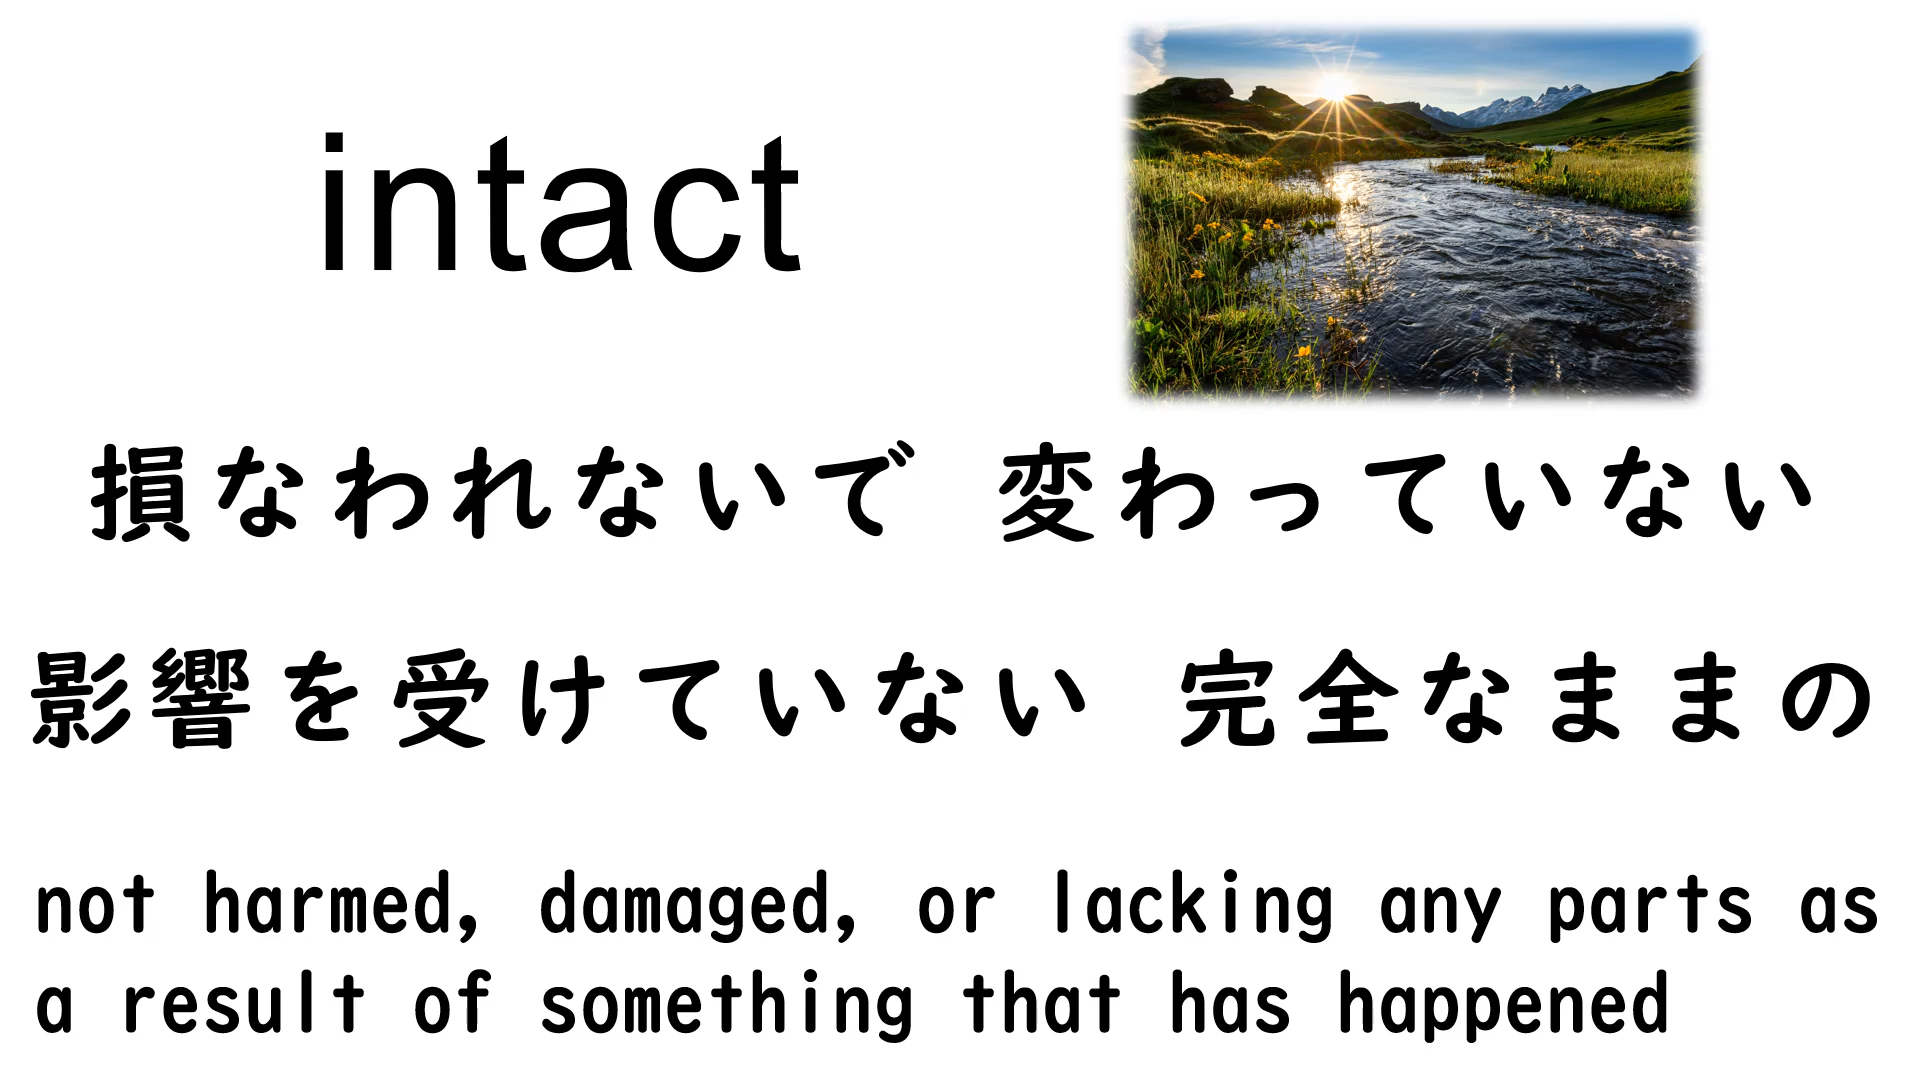 intact
損なわれないで 変わっていない
影響を受けていない 完全なままの
not harmed, damaged, or lacking any parts as
a result of something that has happened